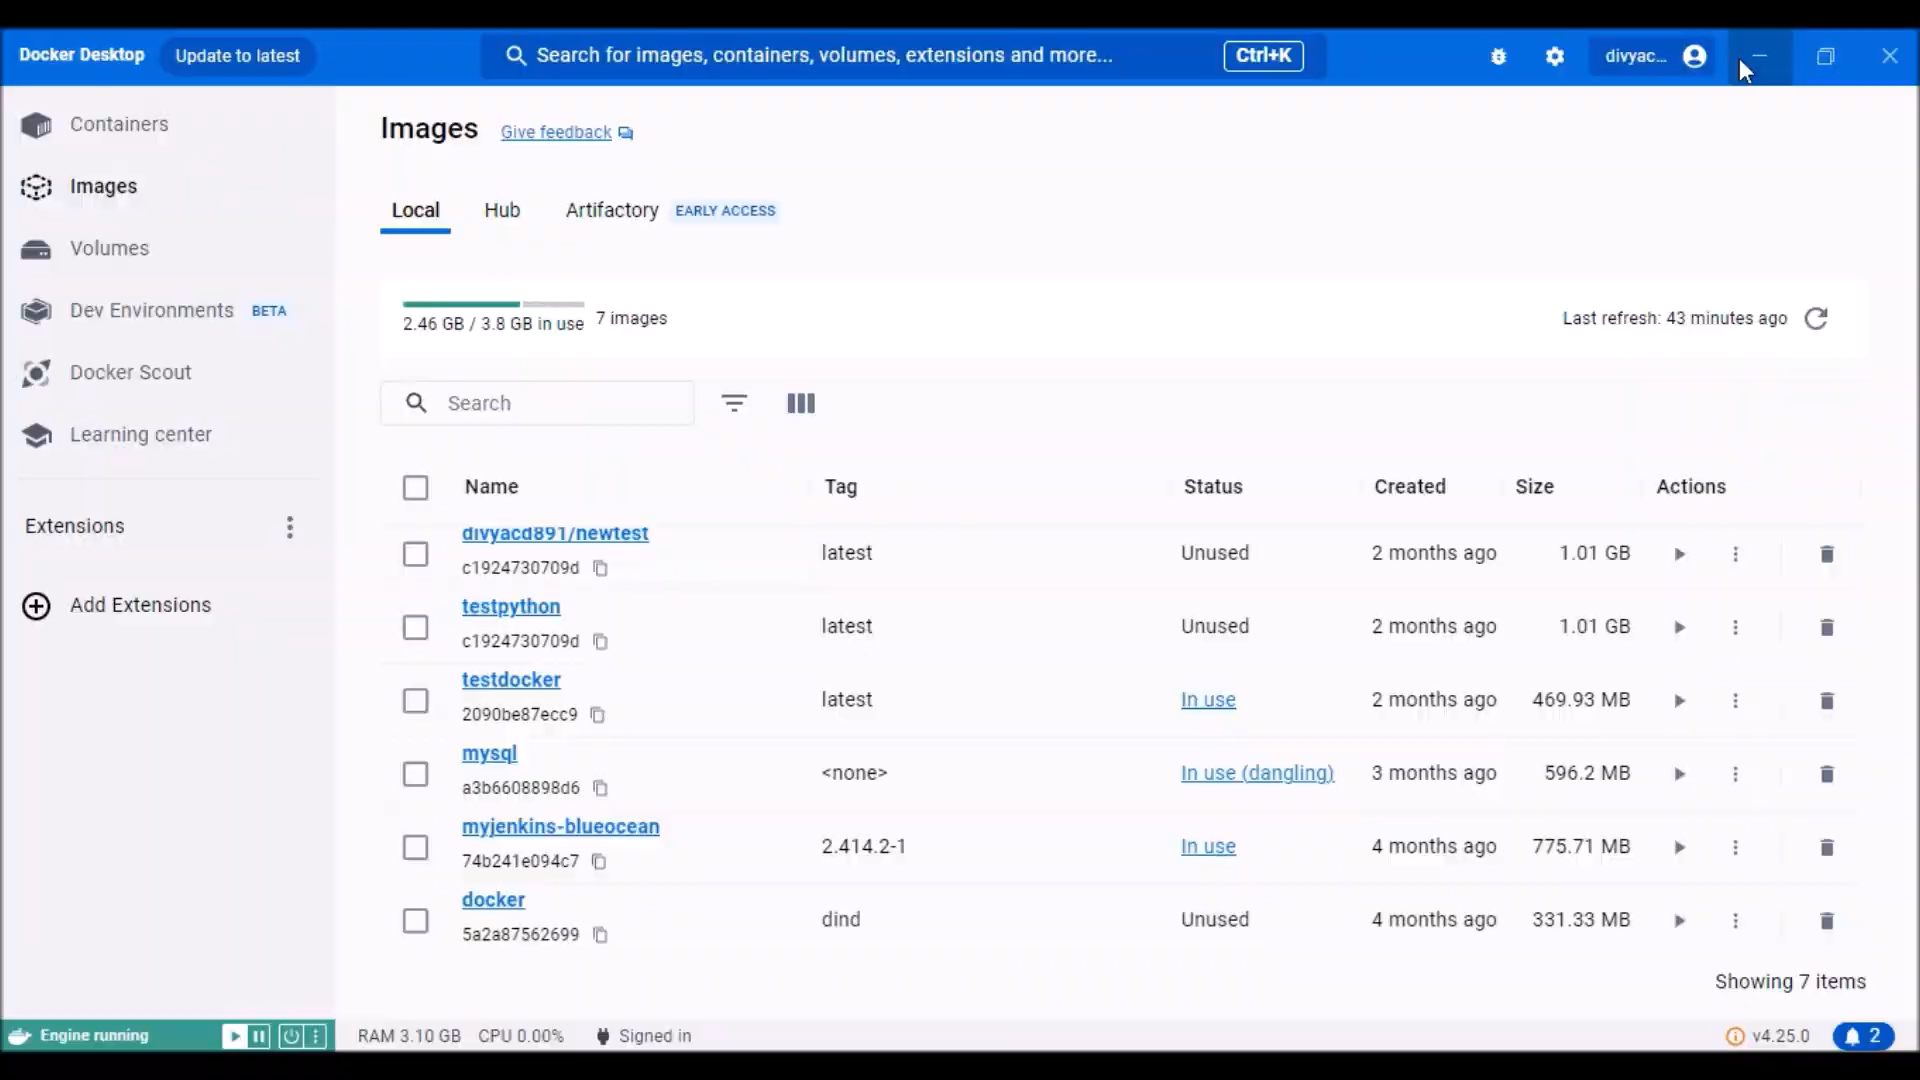 Docker Desktop Update to latest Search for images, containers, volumes, extensions and more... Ctrl+K divyac...
Containers
Images
Volumes
Dev Environments BETA
Docker Scout
Learning center
Extensions
Add Extensions
Images Give feedback
Local Hub Artifactory EARLY ACCESS
2.46 GB / 3.8 GB in use 7 images Last refresh: 43 minutes ago
Search
Name Tag Status Created Size Actions
divyacd891/newtest
c1924730709d latest Unused 2 months ago 1.01 GB
testpython
c1924730709d latest Unused 2 months ago 1.01 GB
testdocker
2090be87ecc9 latest In use 2 months ago 469.93 MB
mysql
a3b6608898d6 <none> In use (dangling) 3 months ago 596.2 MB
myjenkins-blueocean
74b241e094c7 2.414.2-1 In use 4 months ago 775.71 MB
docker
5a2a87562699 dind Unused 4 months ago 331.33 MB
Showing 7 items
Engine running RAM 3.10 GB CPU 0.00% Signed in v4.25.0 2